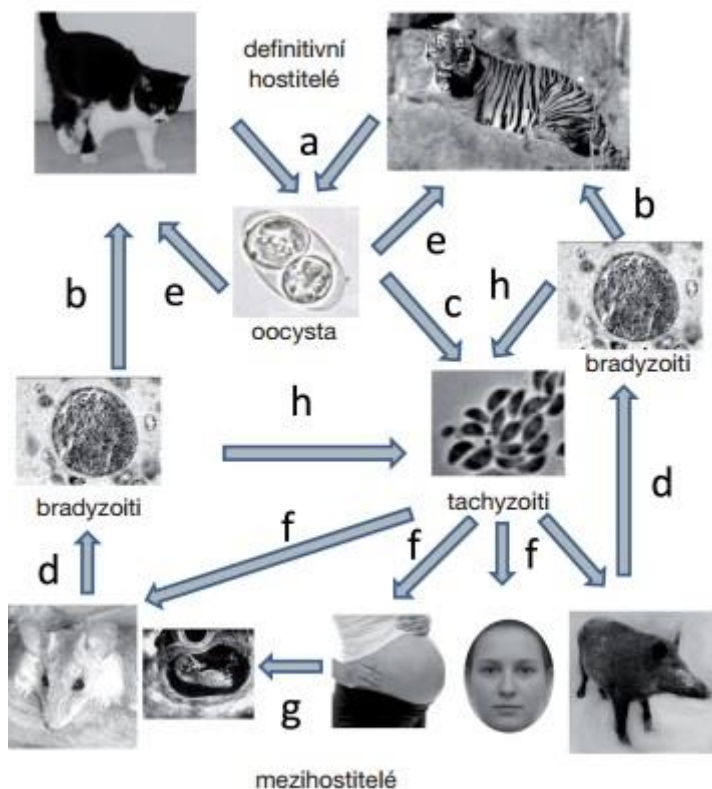 definitivní
hostitelé
a
b
e
e
b
c
h
oocysta
bradyzoiti
h
bradyzoiti
tachyzoiti
d
f
f
f
d
g
mezihostitelé